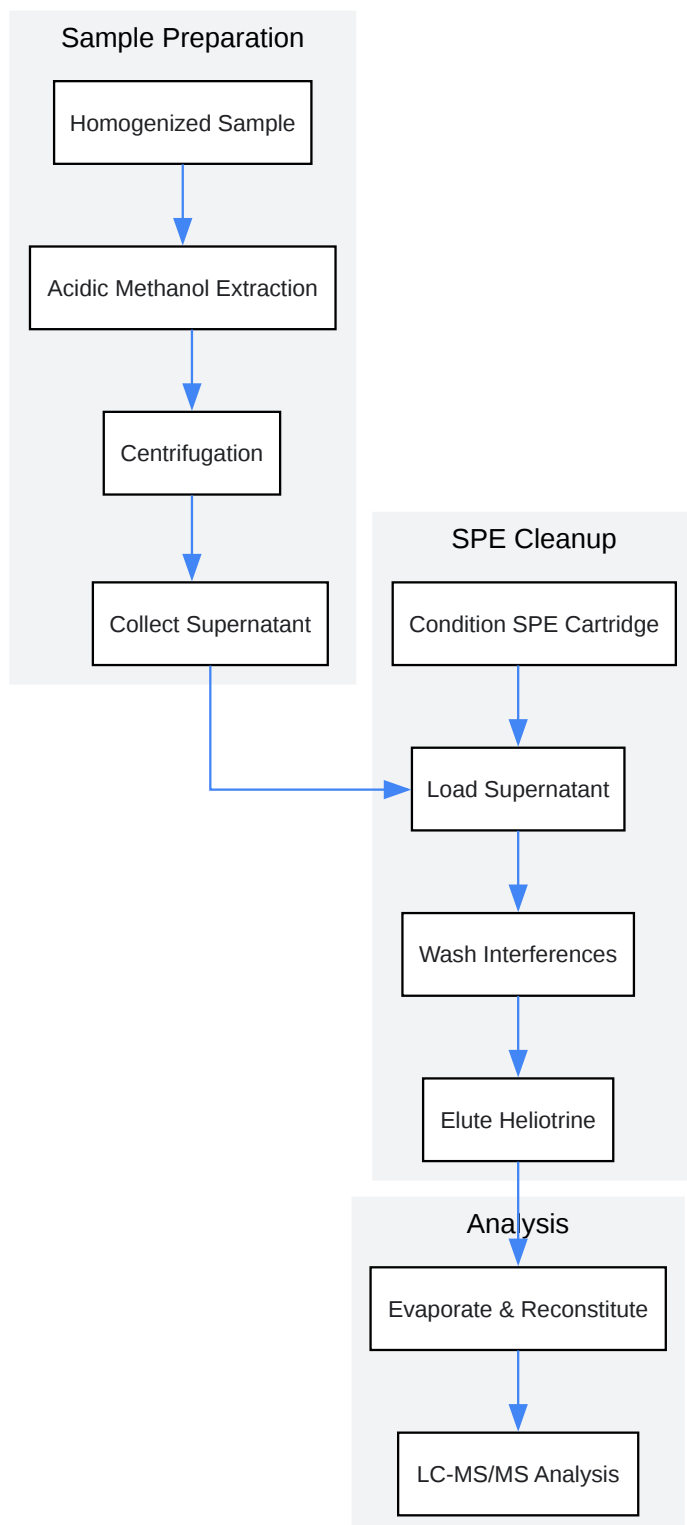 Sample Preparation
Homogenized Sample
Acidic Methanol Extraction
Centrifugation
Collect Supernatant
SPE Cleanup
Condition SPE Cartridge
Load Supernatant
Wash Interferences
Elute Heliotrine
Analysis
Evaporate & Reconstitute
LC-MS/MS Analysis